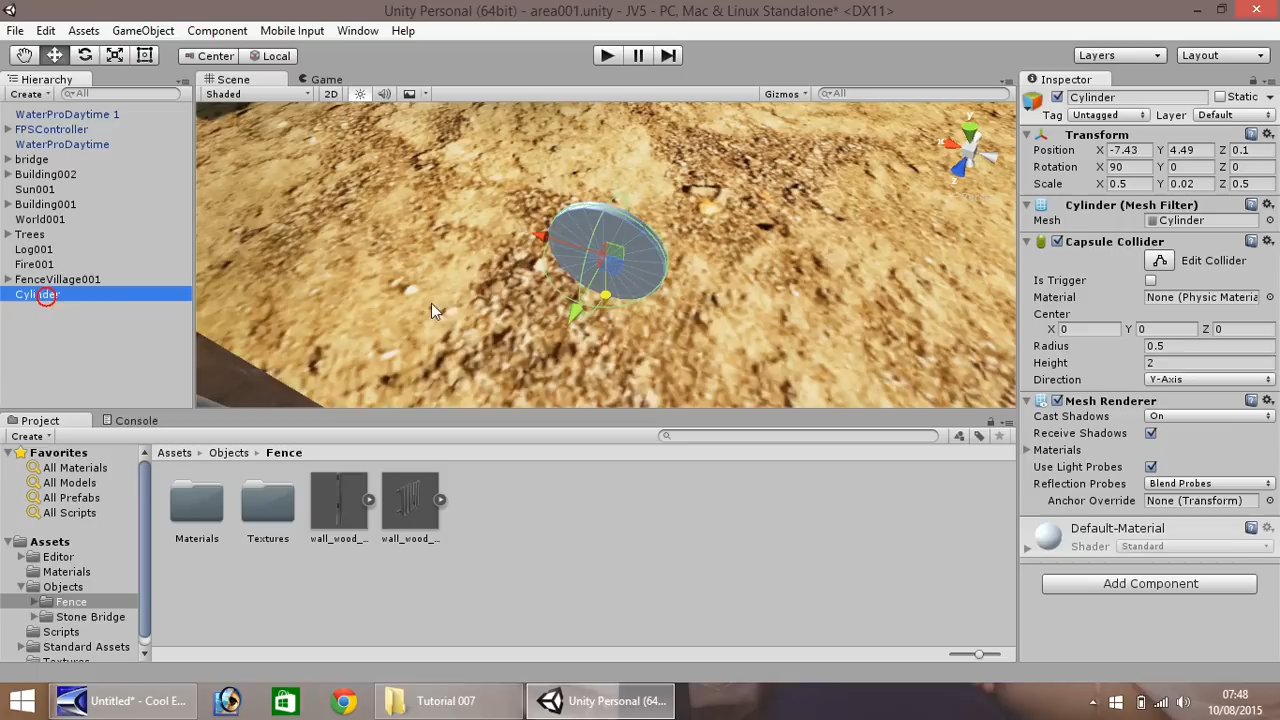 Unity Personal (64bit) - area001.unity - JV5 - PC, Mac & Linux Standalone* <DX11>
File Edit Assets GameObject Component Mobile Input Window Help
Center Local Layers Layout
Hierarchy
Create All
WaterProDaytime 1
FPSController
WaterProDaytime
bridge
Building002
Sun001
Building001
World001
Trees
Log001
Fire001
FenceVillage001
Cylinder
Scene Game
Shaded 2D Gizmos All
Inspector
Cylinder Static
Tag Untagged Layer Default
Transform
Position X -7.43 Y 4.49 Z 0.1
Rotation X 90 Y 0 Z 0
Scale X 0.5 Y 0.02 Z 0.5
Cylinder (Mesh Filter)
Mesh Cylinder
Capsule Collider
Edit Collider
Is Trigger
Material None (Physic Materia
Center
X 0 Y 0 Z 0
Radius 0.5
Height 2
Direction Y-Axis
Mesh Renderer
Cast Shadows On
Receive Shadows
Materials
Use Light Probes
Reflection Probes Blend Probes
Anchor Override None (Transform)
Default-Material
Shader Standard
Add Component
Project Console
Create
Favorites
All Materials
All Models
All Prefabs
All Scripts
Assets
Editor
Materials
Objects
Fence
Stone Bridge
Scripts
Standard Assets
Assets Objects Fence
Materials Textures wall_wood_... wall_wood_...
Untitled* - Cool E... Tutorial 007 Unity Personal (64...
07:48
10/08/2015